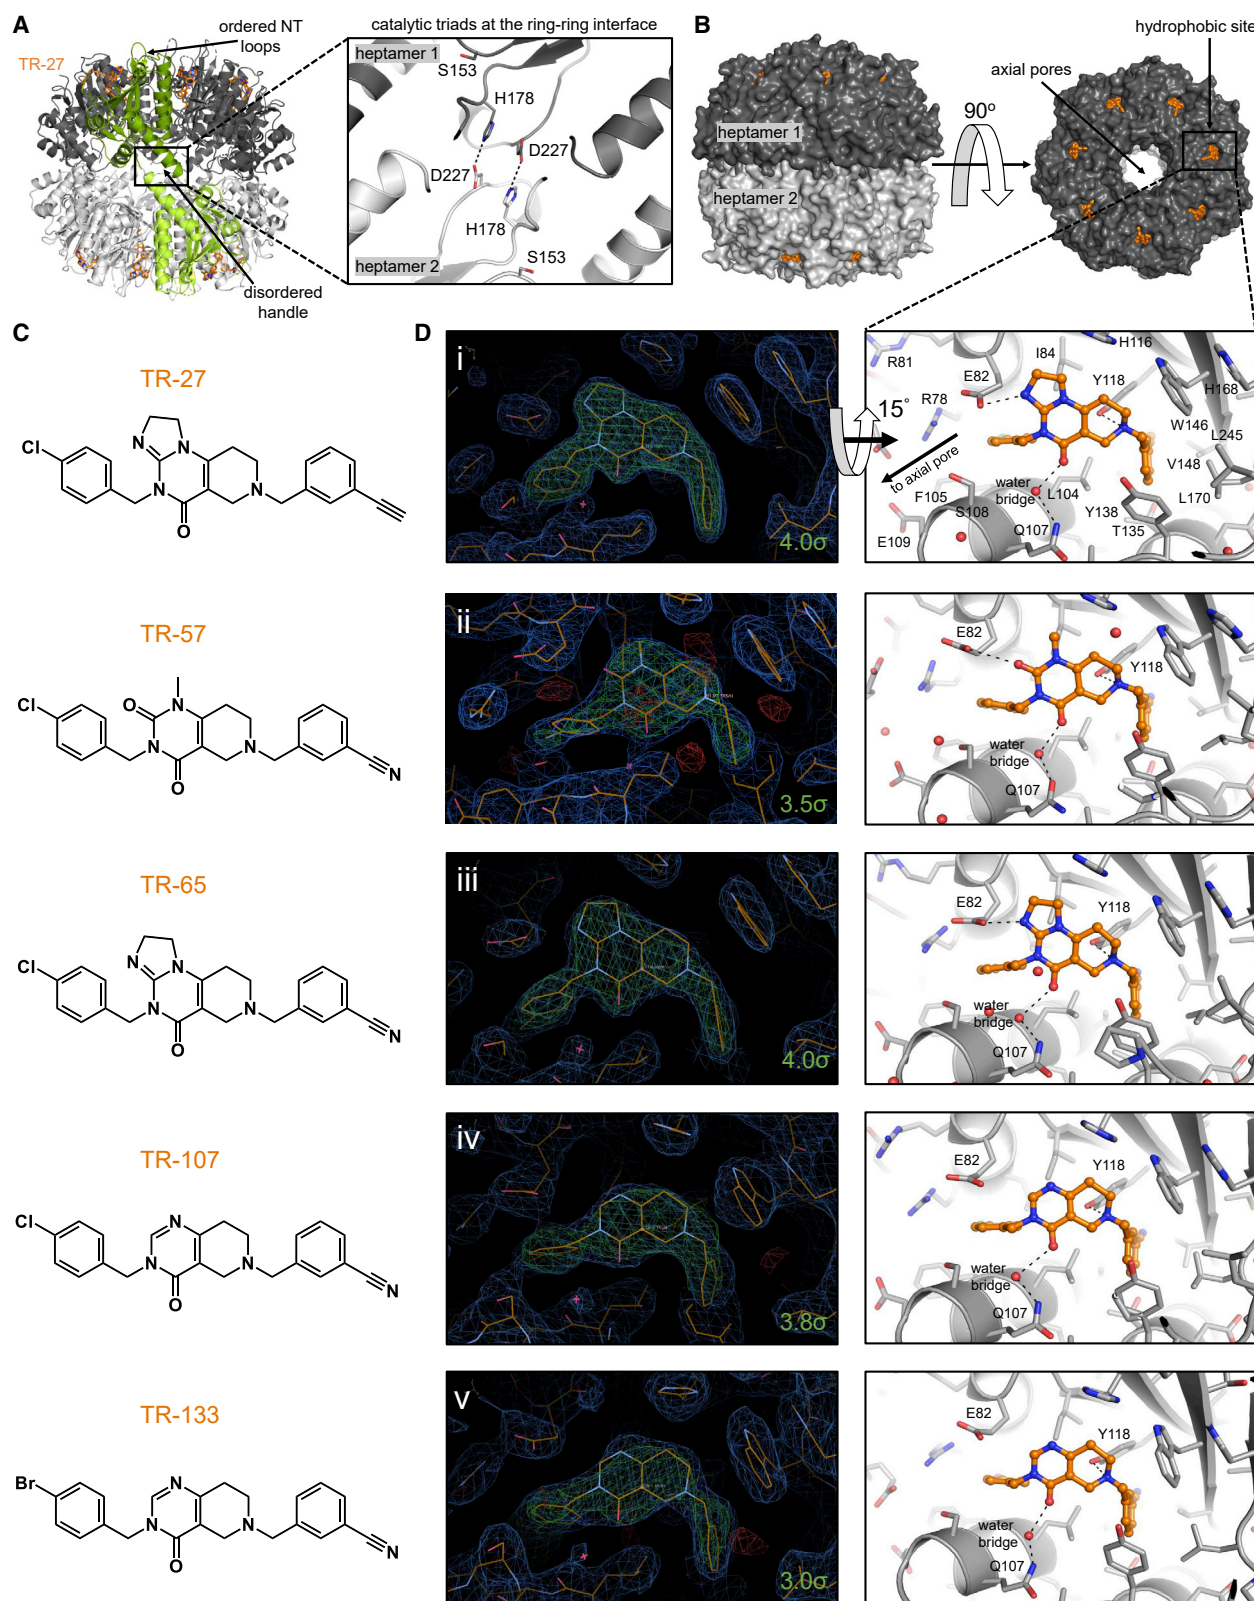 A
ordered NT
loops
TR-27
disordered
handle
catalytic triads at the ring-ring interface
heptamer 1
S153
H178
D227
D227
H178
S153
heptamer 2
B
hydrophobic site
axial pores
90°
heptamer 1
heptamer 2
C
TR-27
Cl
N
N
N
N
O
TR-57
Cl
O
N
N
N
O
N
TR-65
Cl
N
N
N
N
O
N
TR-107
Cl
N
N
N
O
N
TR-133
Br
N
N
N
O
N
D
i
4.0σ
15°
to axial pore
R81
E82
I84
H116
R78
Y118
H168
W146
L245
V148
L170
water
bridge
L104
F105
S108
Y138
T135
Q107
E109
ii
3.5σ
E82
Y118
water
bridge
Q107
iii
4.0σ
E82
Y118
water
bridge
Q107
iv
3.8σ
E82
Y118
water
bridge
Q107
v
3.0σ
E82
Y118
water
bridge
Q107